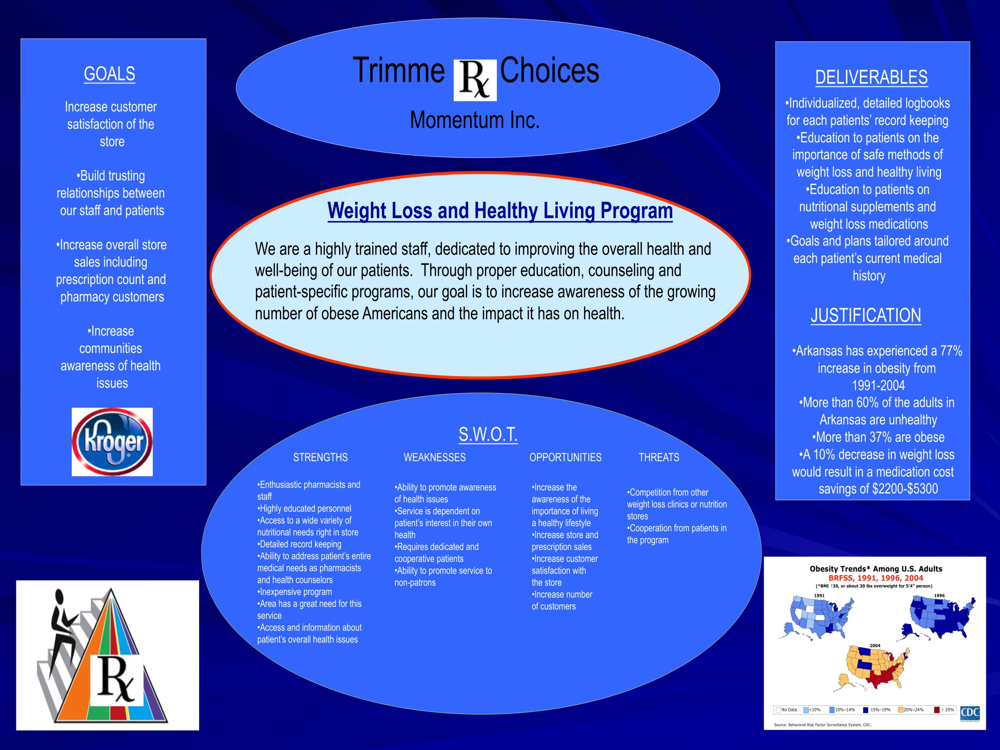 Trimme Rx Choices
Momentum Inc.
GOALS
Increase customer
satisfaction of the
store
•Build trusting
relationships between
our staff and patients
•Increase overall store
sales including
prescription count and
pharmacy customers
•Increase
communities
awareness of health
issues
Kroger
Rx
Weight Loss and Healthy Living Program
We are a highly trained staff, dedicated to improving the overall health and
well-being of our patients. Through proper education, counseling and
patient-specific programs, our goal is to increase awareness of the growing
number of obese Americans and the impact it has on health.
S.W.O.T.
STRENGTHS
•Enthusiastic pharmacists and
staff
•Highly educated personnel
•Access to a wide variety of
nutritional needs right in store
•Detailed record keeping
•Ability to address patient's entire
medical needs as pharmacists
and health counselors
•Inexpensive program
•Area has a great need for this
service
•Access and information about
patient's overall health issues
WEAKNESSES
•Ability to promote awareness
of health issues
•Service is dependent on
patient's interest in their own
health
•Requires dedicated and
cooperative patients
•Ability to promote service to
non-patrons
OPPORTUNITIES
•Increase the
awareness of the
importance of living
a healthy lifestyle
•Increase store and
prescription sales
•Increase customer
satisfaction with
the store
•Increase number
of customers
THREATS
•Competition from other
weight loss clinics or nutrition
stores
•Cooperation from patients in
the program
DELIVERABLES
•Individualized, detailed logbooks
for each patients' record keeping
•Education to patients on the
importance of safe methods of
weight loss and healthy living
•Education to patients on
nutritional supplements and
weight loss medications
•Goals and plans tailored around
each patient's current medical
history
JUSTIFICATION
•Arkansas has experienced a 77%
increase in obesity from
1991-2004
•More than 60% of the adults in
Arkansas are unhealthy
•More than 37% are obese
•A 10% decrease in weight loss
would result in a medication cost
savings of $2200-$5300
Obesity Trends* Among U.S. Adults
BRFSS, 1991, 1996, 2004
(*BMI ?30, or about 30 lbs overweight for 5'4" person)
1991
1996
2004
No Data <10% 10%–14% 15%–19% 20%–24% ¡ 25%
CDC
Source: Behavioral Risk Factor Surveillance System, CDC.